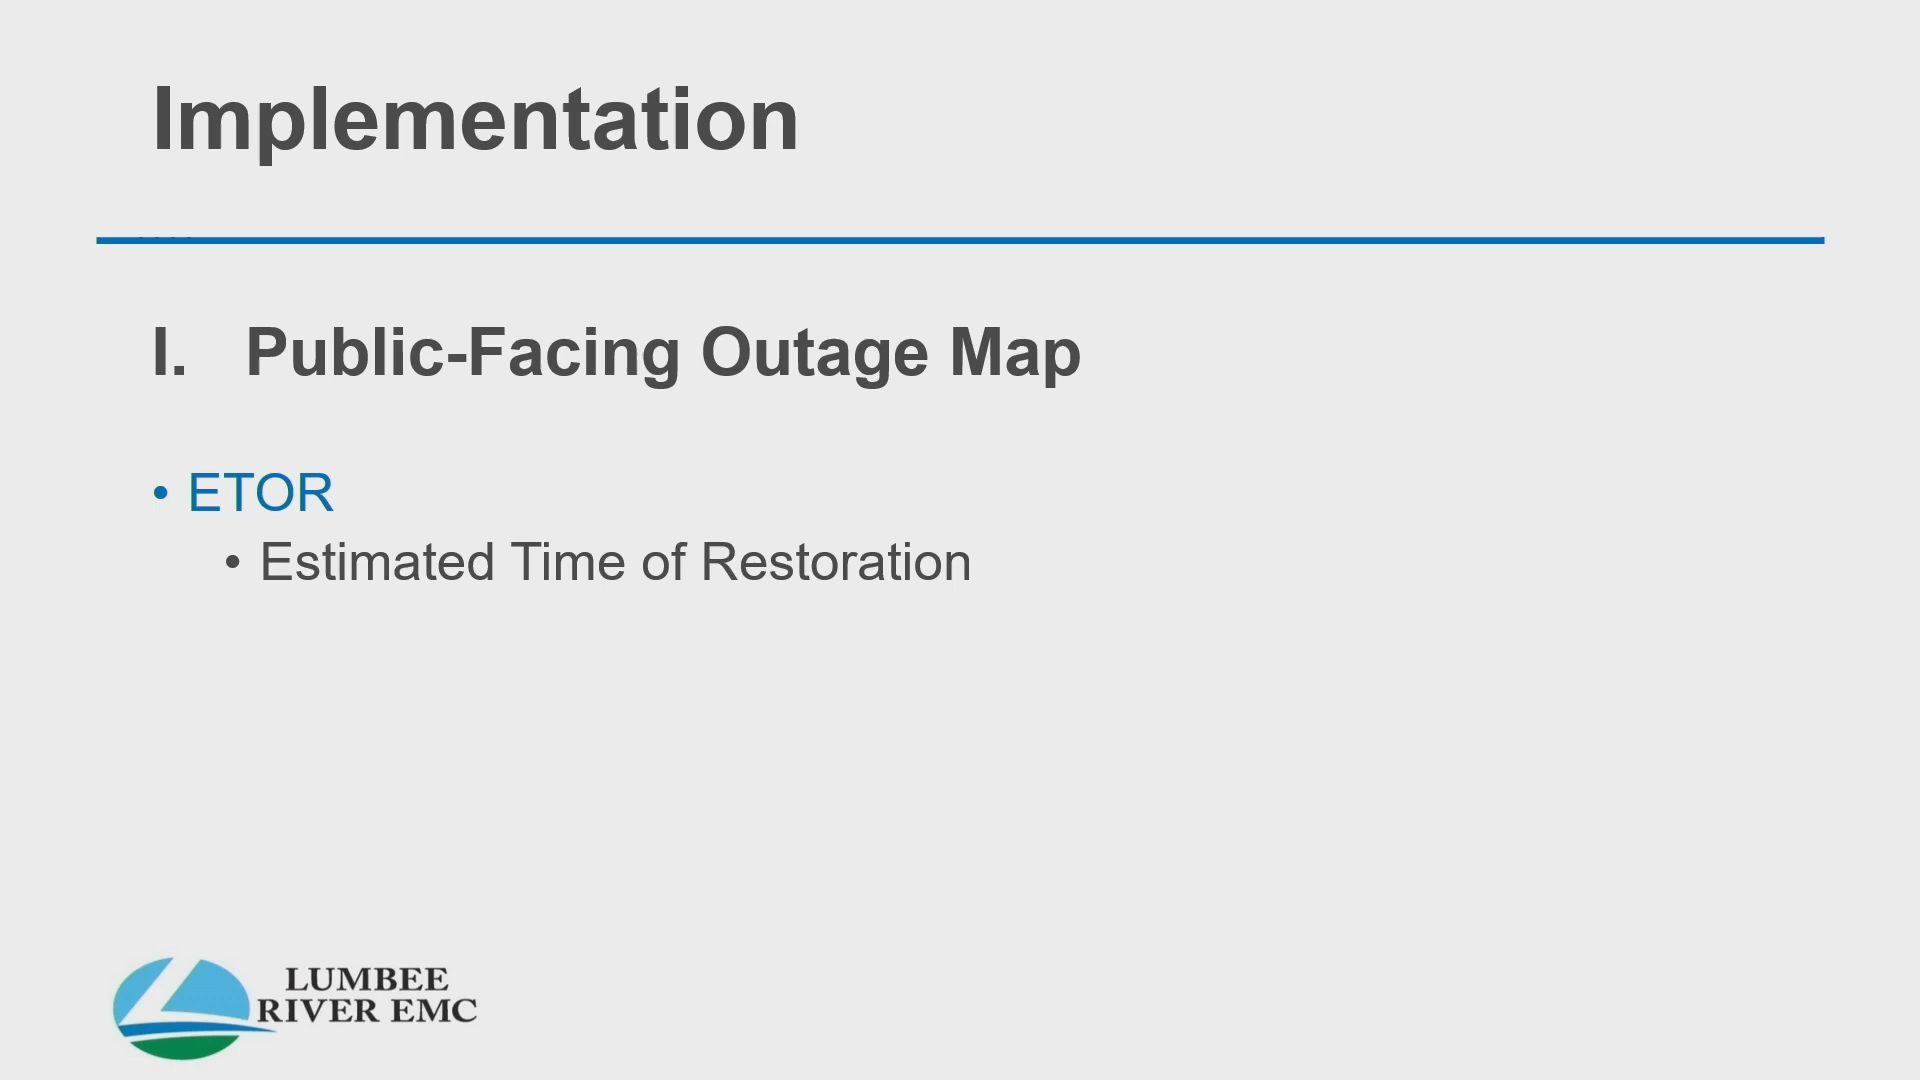 Implementation
I. Public-Facing Outage Map
• ETOR
• Estimated Time of Restoration
LUMBEE
RIVER EMC